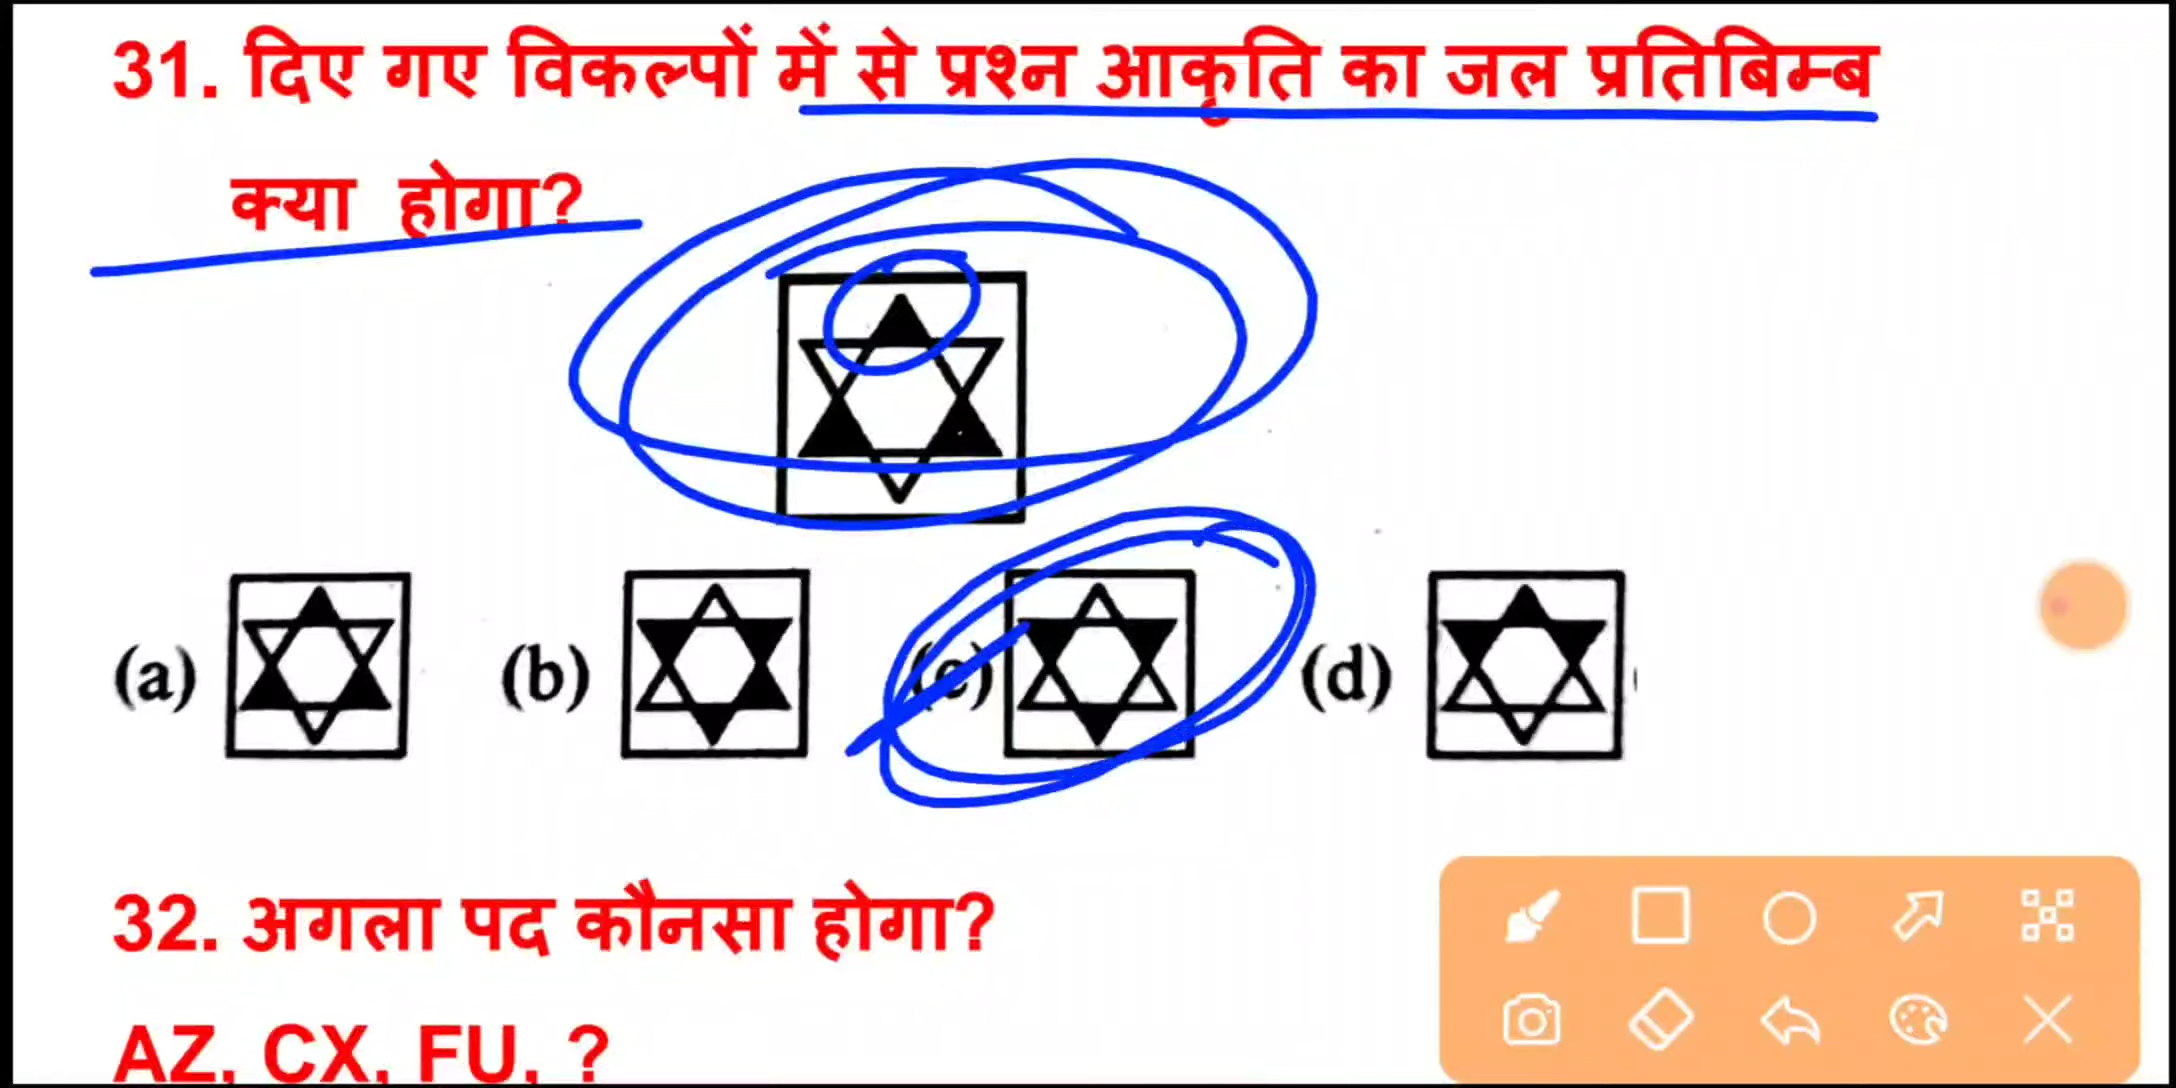 31. दिए गए विकल्पों में से प्रश्न आकृति का जल प्रतिबिम्ब
क्या होगा?
(a) (b) (c) (d)
32. अगला पद कौनसा होगा?
AZ, CX, FU, ?